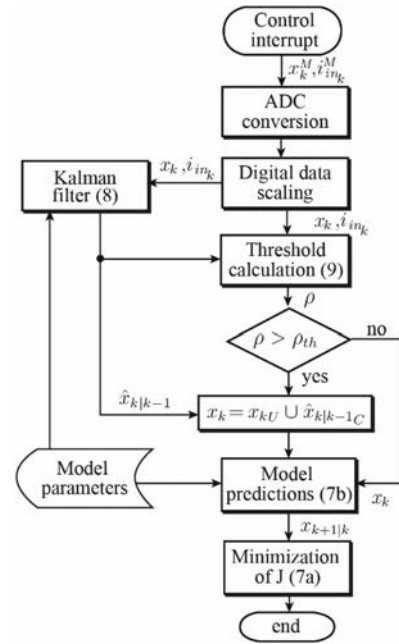 Control
interrupt
x_k^M, i_{in_k}^M
ADC
conversion
x_k, i_{in_k}
Kalman
filter (8)
Digital data
scaling
x_k, i_{in_k}
Threshold
calculation (9)
ρ
ρ > ρ_{th}
no
yes
x̂_{k|k-1}
x_k = x_{kU} ∪ x̂_{k|k-1_C}
Model
parameters
Model
predictions (7b)
x_k
x_{k+1|k}
Minimization
of J (7a)
end